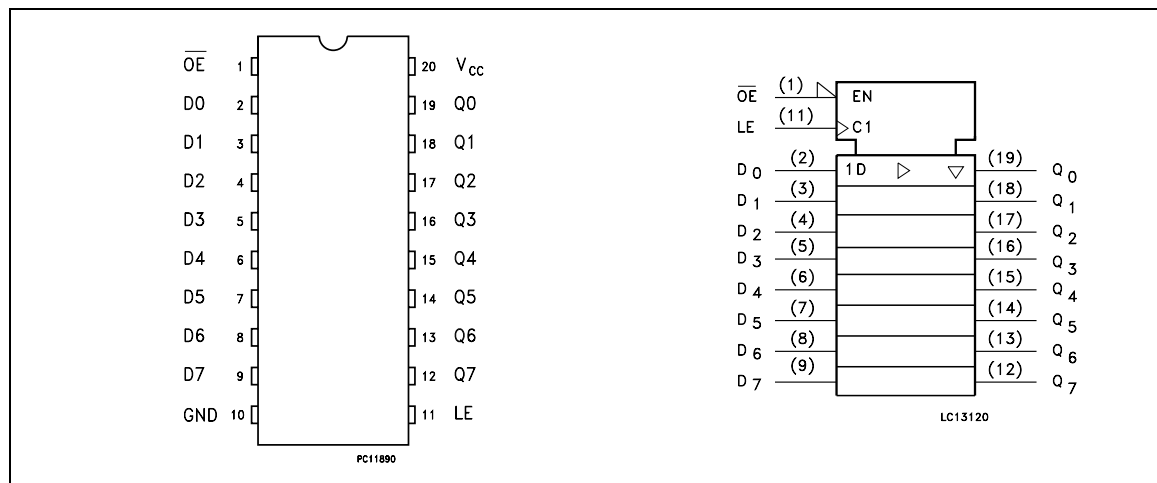 O̅E̅ 1 20 VCC
D0 2 19 Q0
D1 3 18 Q1
D2 4 17 Q2
D3 5 16 Q3
D4 6 15 Q4
D5 7 14 Q5
D6 8 13 Q6
D7 9 12 Q7
GND 10 11 LE
PC11890
O̅E̅ (1) EN
LE (11) C1
D0 (2) 1D (19) Q0
D1 (3) (18) Q1
D2 (4) (17) Q2
D3 (5) (16) Q3
D4 (6) (15) Q4
D5 (7) (14) Q5
D6 (8) (13) Q6
D7 (9) (12) Q7
LC13120